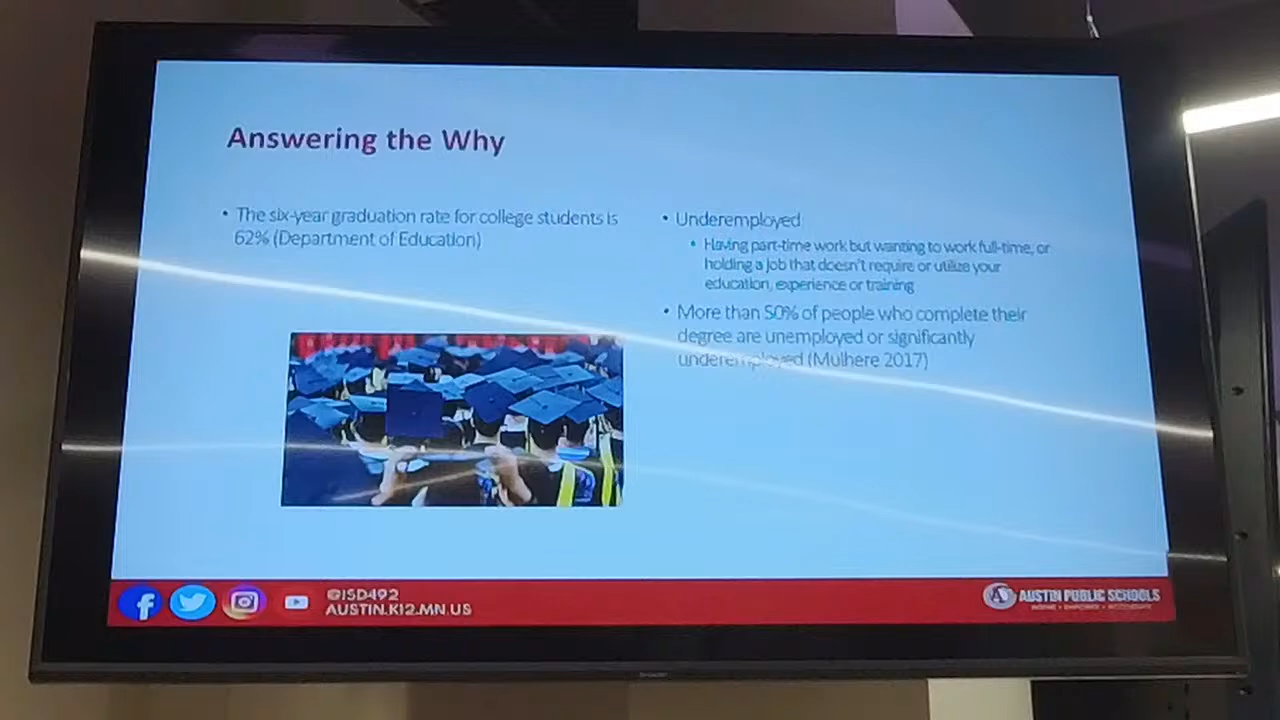 Answering the Why
• The six-year graduation rate for college students is
62% (Department of Education)
• Underemployed
• Having part-time work but wanting to work full-time, or
holding a job that doesn't require or utilize your
education, experience or training
• More than 50% of people who complete their
degree are unemployed or significantly
underemployed (Mulhere 2017)
@ISD492
AUSTIN.K12.MN.US
AUSTIN PUBLIC SCHOOLS